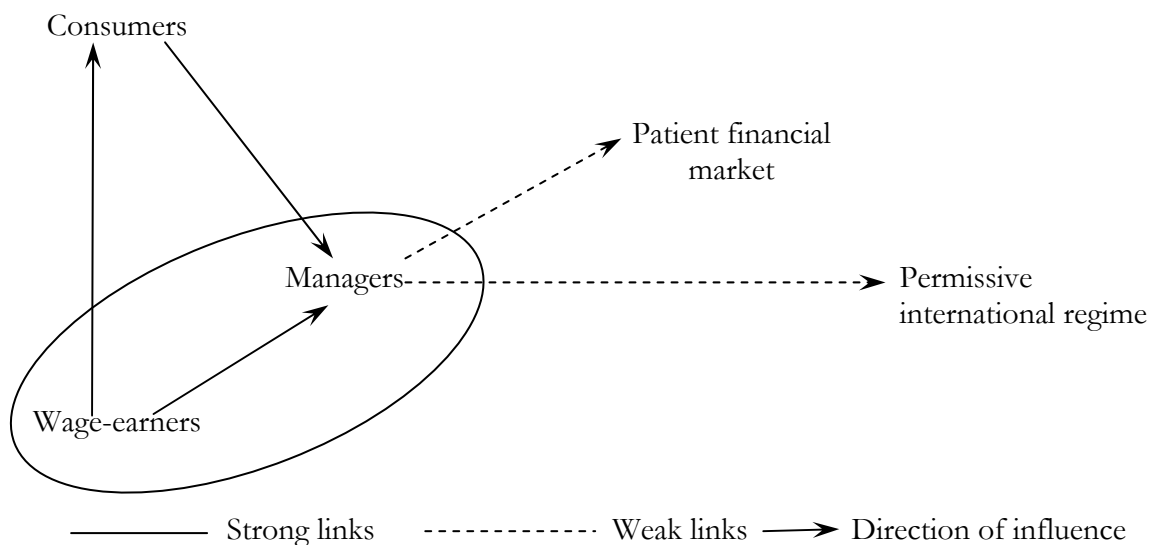 Consumers
Patient financial
market
Managers
Permissive
international regime
Wage-earners
Strong links
Weak links
Direction of influence